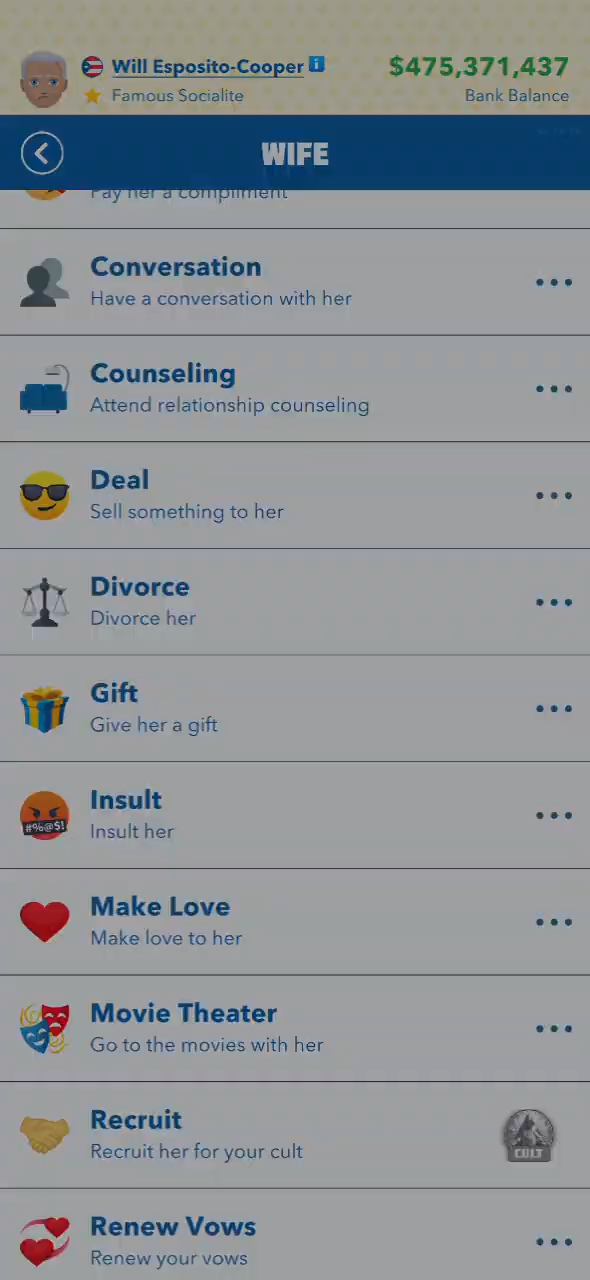 Will Esposito-Cooper
$475,371,437
Famous Socialite
Bank Balance
WIFE
Pay her a compliment
Conversation
Have a conversation with her
Counseling
Attend relationship counseling
Deal
Sell something to her
Divorce
Divorce her
Gift
Give her a gift
#%@$!
Insult
Insult her
Make Love
Make love to her
Movie Theater
Go to the movies with her
Recruit
Recruit her for your cult
CULT
Renew Vows
Renew your vows